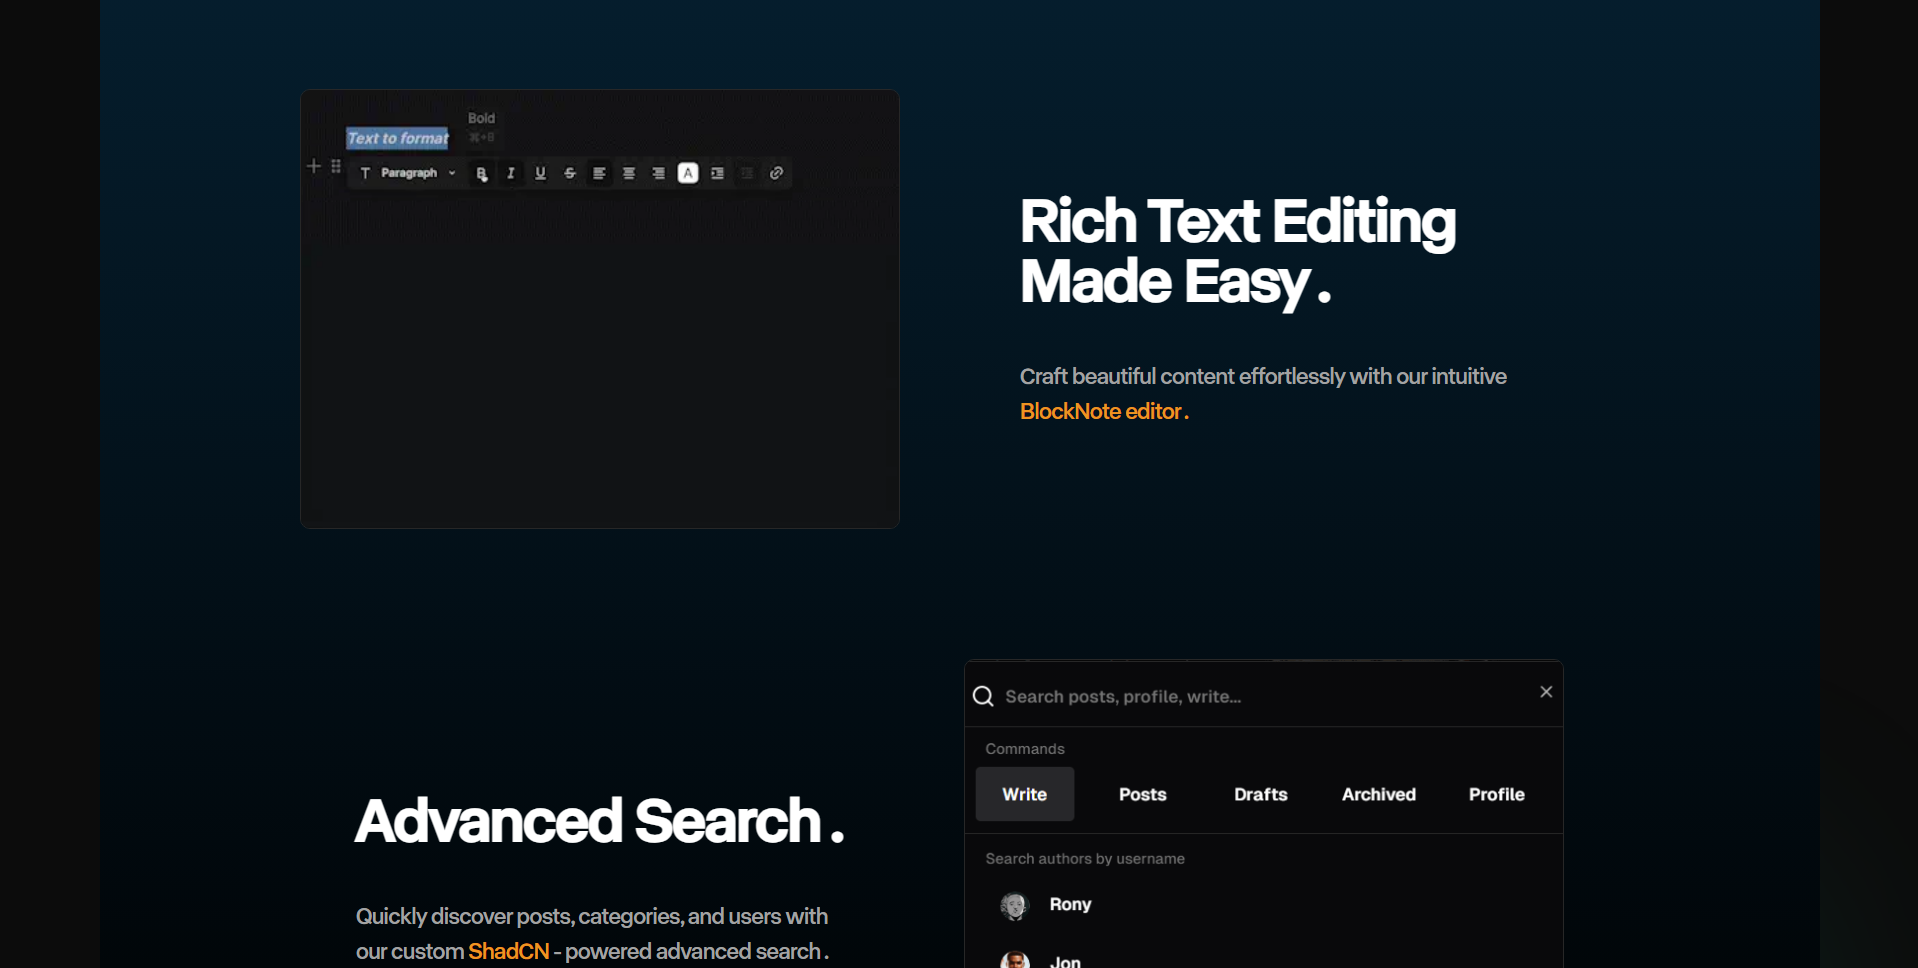 Bold
⌘+B
Text to format
Paragraph
Rich Text Editing
Made Easy .
Craft beautiful content effortlessly with our intuitive
BlockNote editor .
Search posts, profile, write...
Commands
Write Posts Drafts Archived Profile
Advanced Search .
Search authors by username
Rony
Quickly discover posts, categories, and users with
our custom ShadCN - powered advanced search .
Jon